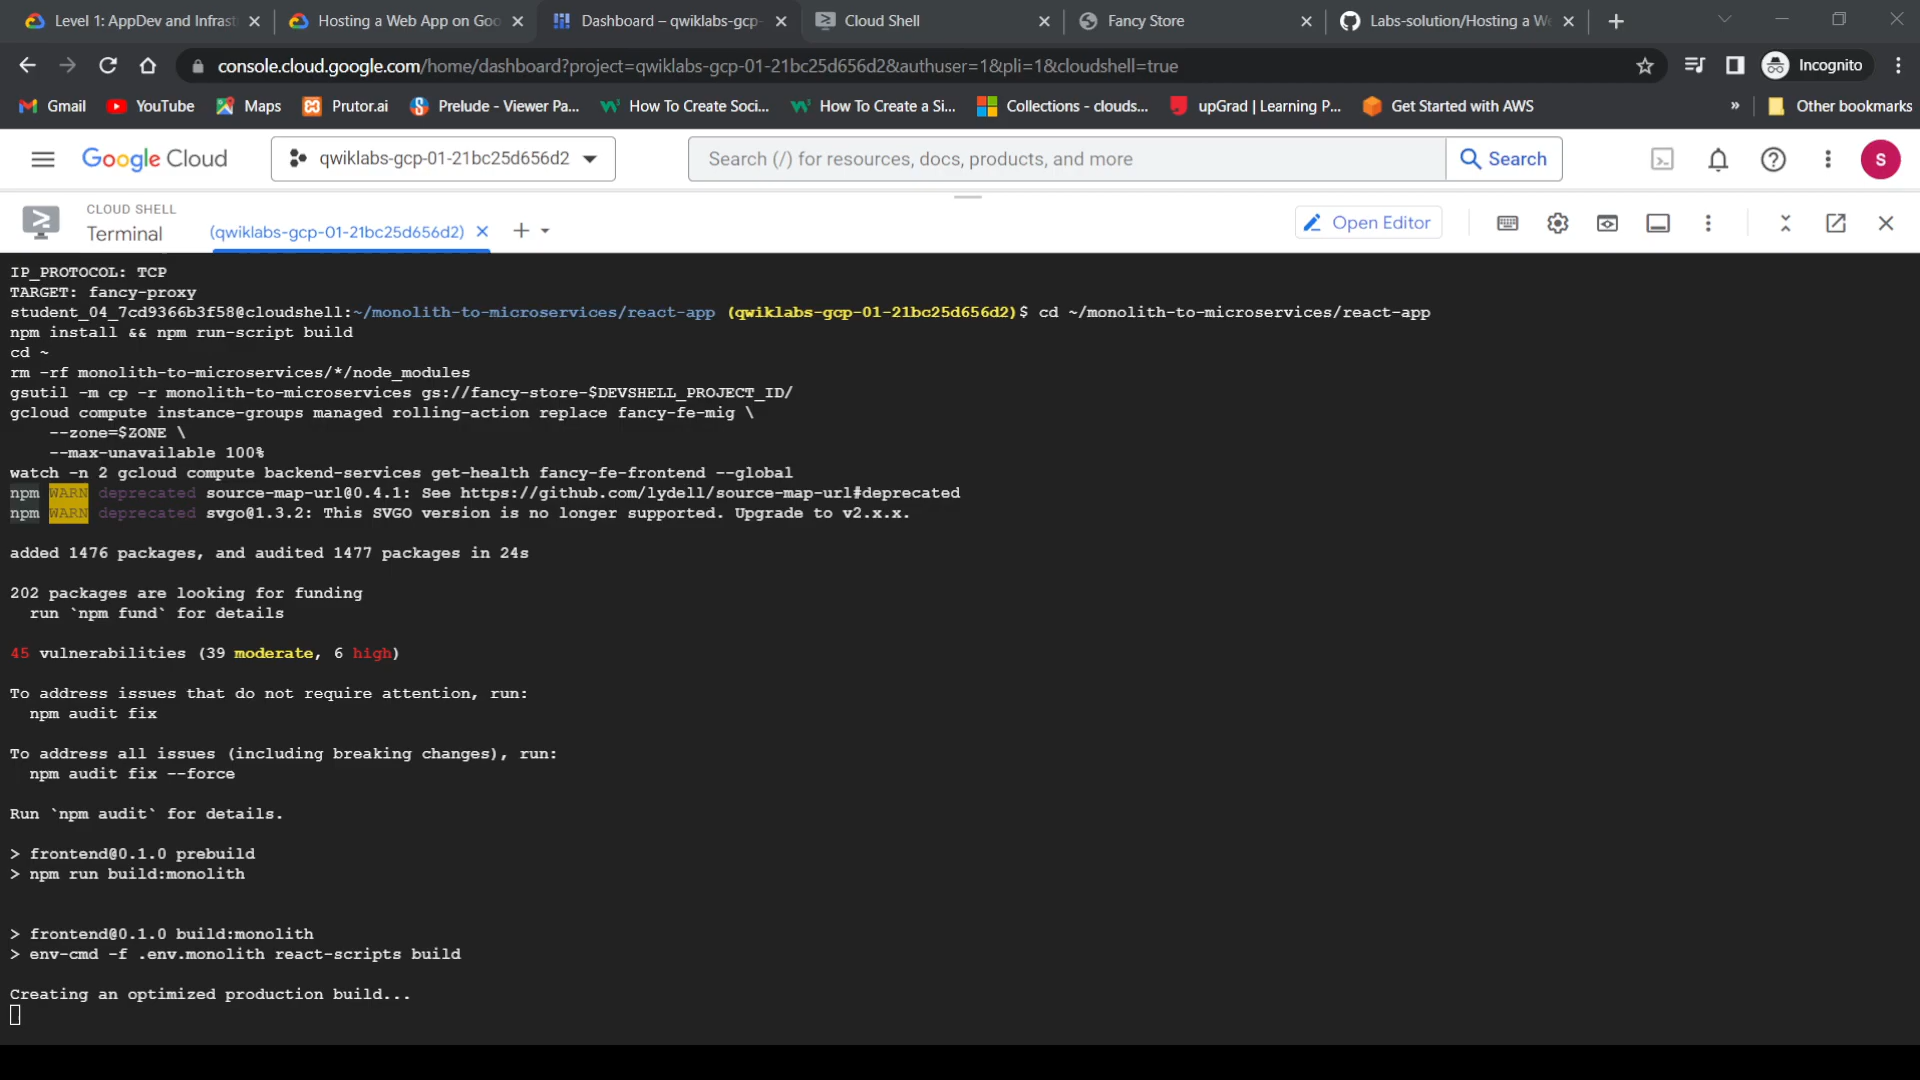 Level 1: AppDev and Infrast
Hosting a Web App on Goo
Dashboard – qwiklabs-gcp-
Cloud Shell
Fancy Store
Labs-solution/Hosting a We
console.cloud.google.com/home/dashboard?project=qwiklabs-gcp-01-21bc25d656d2&authuser=1&pli=1&cloudshell=true
Incognito
Gmail
YouTube
Maps
Prutor.ai
Prelude - Viewer Pa...
How To Create Soci...
How To Create a Si...
Collections - clouds...
upGrad | Learning P...
Get Started with AWS
»
Other bookmarks
Google Cloud
qwiklabs-gcp-01-21bc25d656d2
Search (/) for resources, docs, products, and more
Search
S
CLOUD SHELL
Terminal
(qwiklabs-gcp-01-21bc25d656d2)
Open Editor
IP_PROTOCOL: TCP
TARGET: fancy-proxy
student_04_7cd9366b3f58@cloudshell:~/monolith-to-microservices/react-app (qwiklabs-gcp-01-21bc25d656d2)$ cd ~/monolith-to-microservices/react-app
npm install && npm run-script build
cd ~
rm -rf monolith-to-microservices/*/node_modules
gsutil -m cp -r monolith-to-microservices gs://fancy-store-$DEVSHELL_PROJECT_ID/
gcloud compute instance-groups managed rolling-action replace fancy-fe-mig \
--zone=$ZONE \
--max-unavailable 100%
watch -n 2 gcloud compute backend-services get-health fancy-fe-frontend --global
npm WARN deprecated source-map-url@0.4.1: See https://github.com/lydell/source-map-url#deprecated
npm WARN deprecated svgo@1.3.2: This SVGO version is no longer supported. Upgrade to v2.x.x.
added 1476 packages, and audited 1477 packages in 24s
202 packages are looking for funding
run `npm fund` for details
45 vulnerabilities (39 moderate, 6 high)
To address issues that do not require attention, run:
npm audit fix
To address all issues (including breaking changes), run:
npm audit fix --force
Run `npm audit` for details.
> frontend@0.1.0 prebuild
> npm run build:monolith
> frontend@0.1.0 build:monolith
> env-cmd -f .env.monolith react-scripts build
Creating an optimized production build...